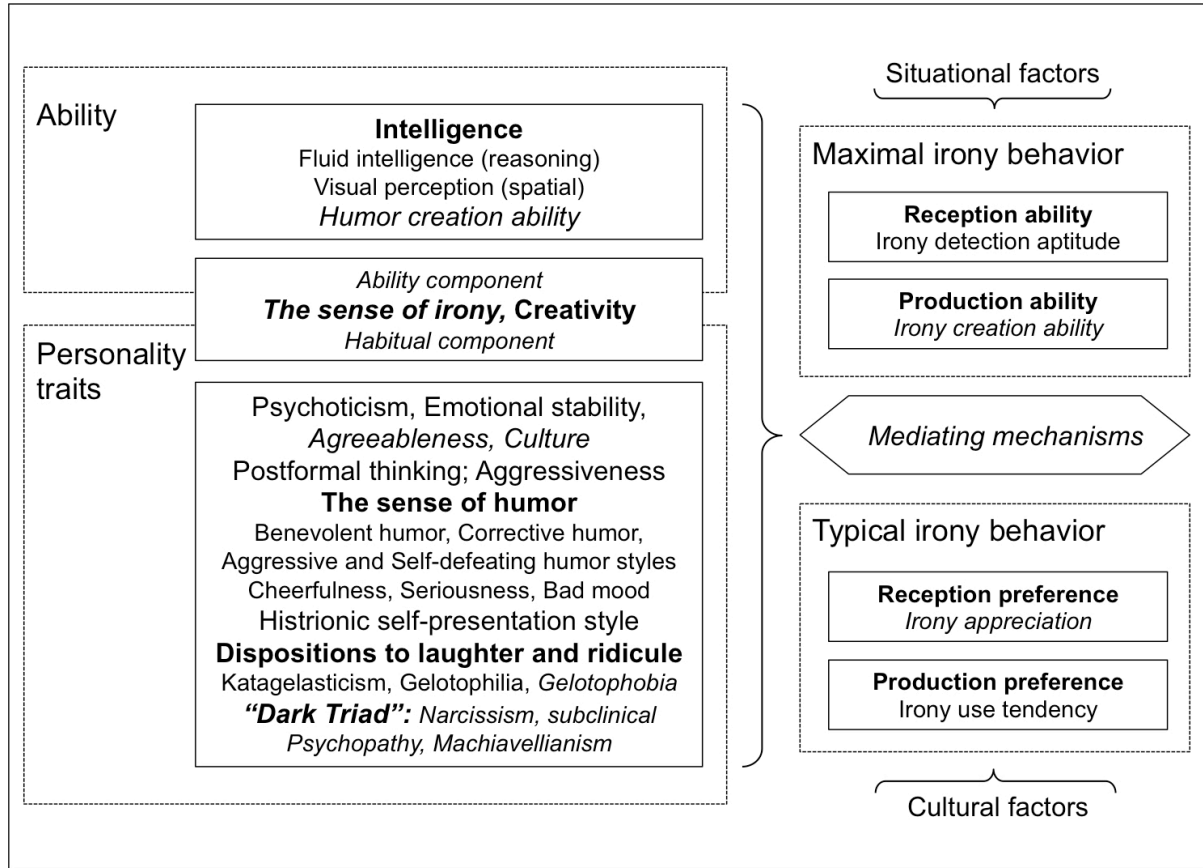 Ability
Intelligence
Fluid intelligence (reasoning)
Visual perception (spatial)
Humor creation ability
Ability component
The sense of irony, Creativity
Habitual component
Personality
traits
Psychoticism, Emotional stability,
Agreeableness, Culture
Postformal thinking; Aggressiveness
The sense of humor
Benevolent humor, Corrective humor,
Aggressive and Self-defeating humor styles
Cheerfulness, Seriousness, Bad mood
Histrionic self-presentation style
Dispositions to laughter and ridicule
Katagelasticism, Gelotophilia, Gelotophobia
“Dark Triad”: Narcissism, subclinical
Psychopathy, Machiavellianism
Situational factors
Maximal irony behavior
Reception ability
Irony detection aptitude
Production ability
Irony creation ability
Mediating mechanisms
Typical irony behavior
Reception preference
Irony appreciation
Production preference
Irony use tendency
Cultural factors